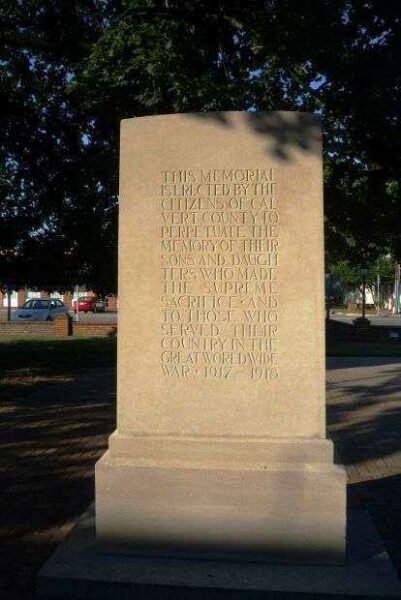 THIS MEMORIAL
IS ERECTED BY THE
CITIZENS OF CAL
VERT COUNTY TO
PERPETUATE THE
MEMORY OF THEIR
SONS AND DAUGH
TERS WHO MADE
THE SUPREME
SACRIFICE · AND
TO THOSE WHO
SERVED THEIR
COUNTRY IN THE
GREAT WORLD WIDE
WAR · 1917 – 1918